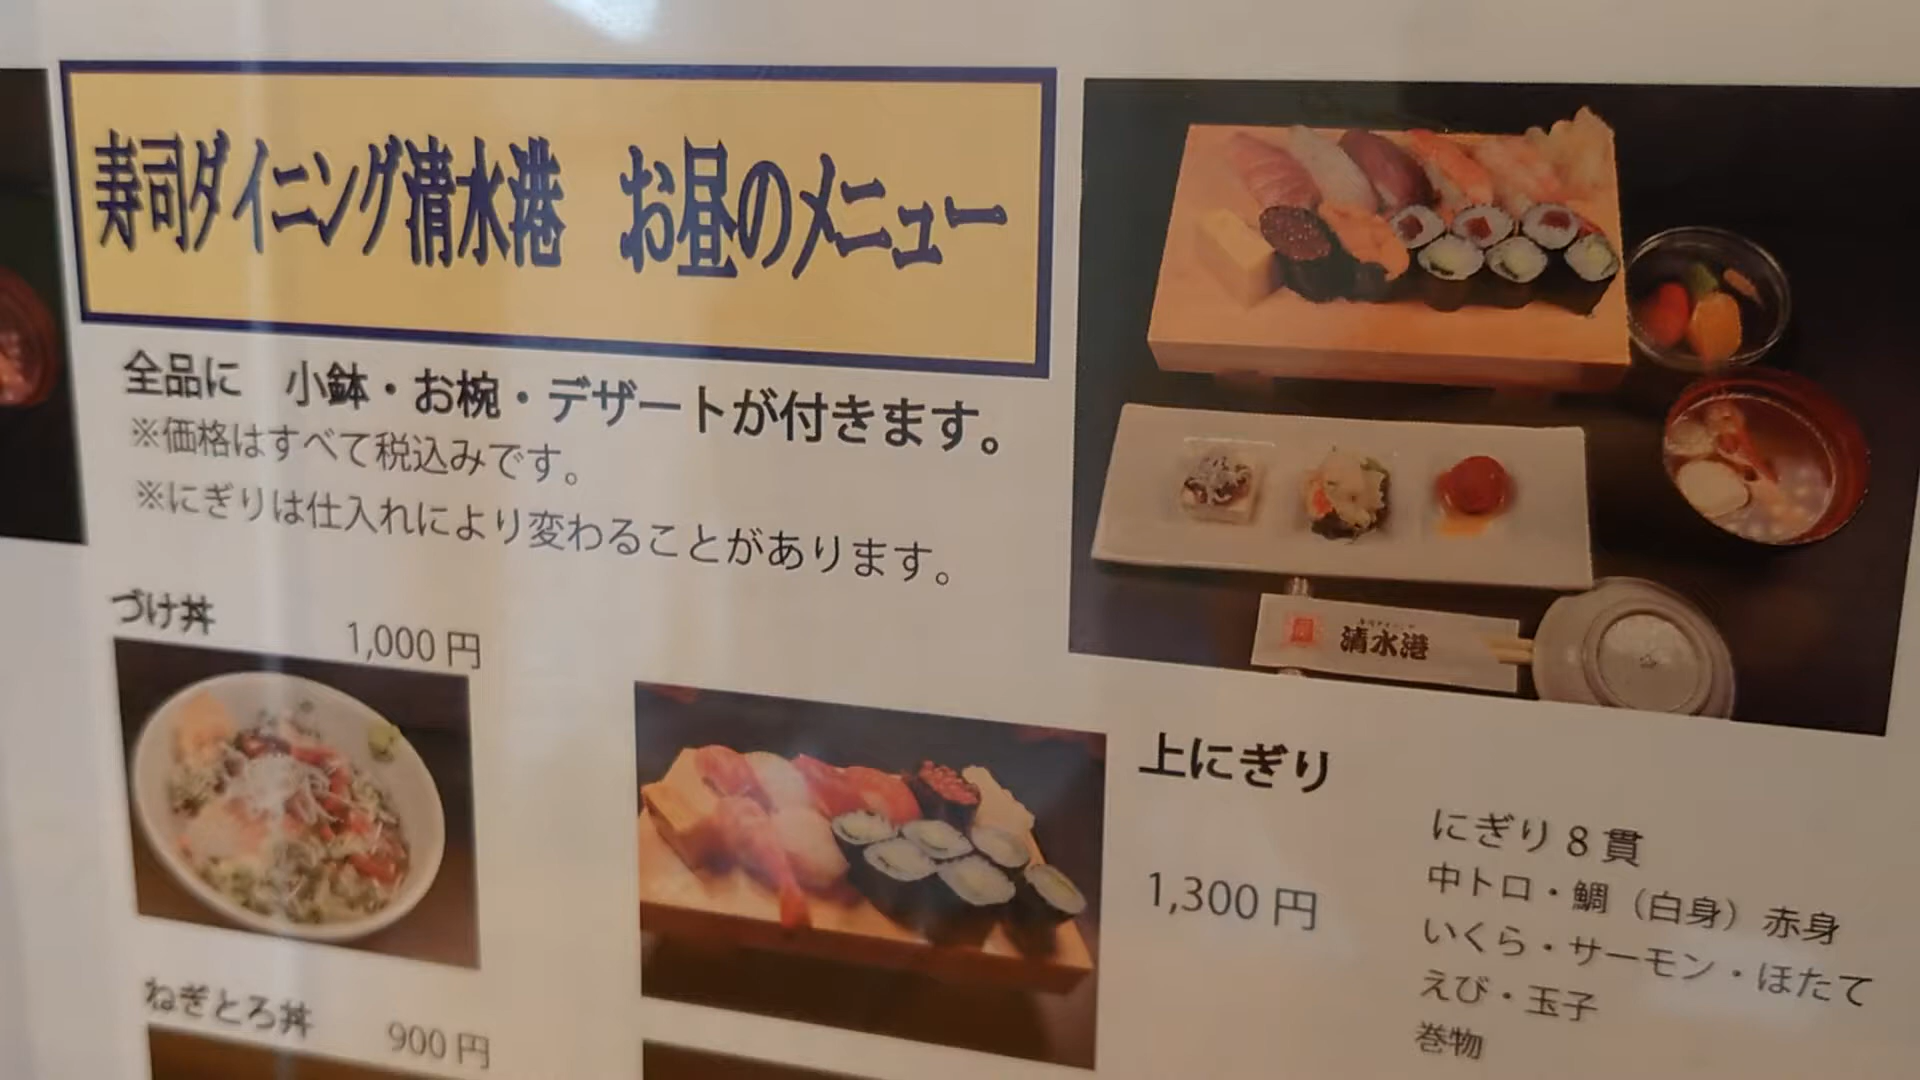 寿司ダイニング清水港　お昼のメニュー
全品に　小鉢・お椀・デザートが付きます。
※価格はすべて税込みです。
※にぎりは仕入れにより変わることがあります。
づけ丼
1,000円
清水港
上にぎり
1,300円
にぎり8貫
中トロ・鯛（白身）赤身
いくら・サーモン・ほたて
えび・玉子
巻物
ねぎとろ丼
900円